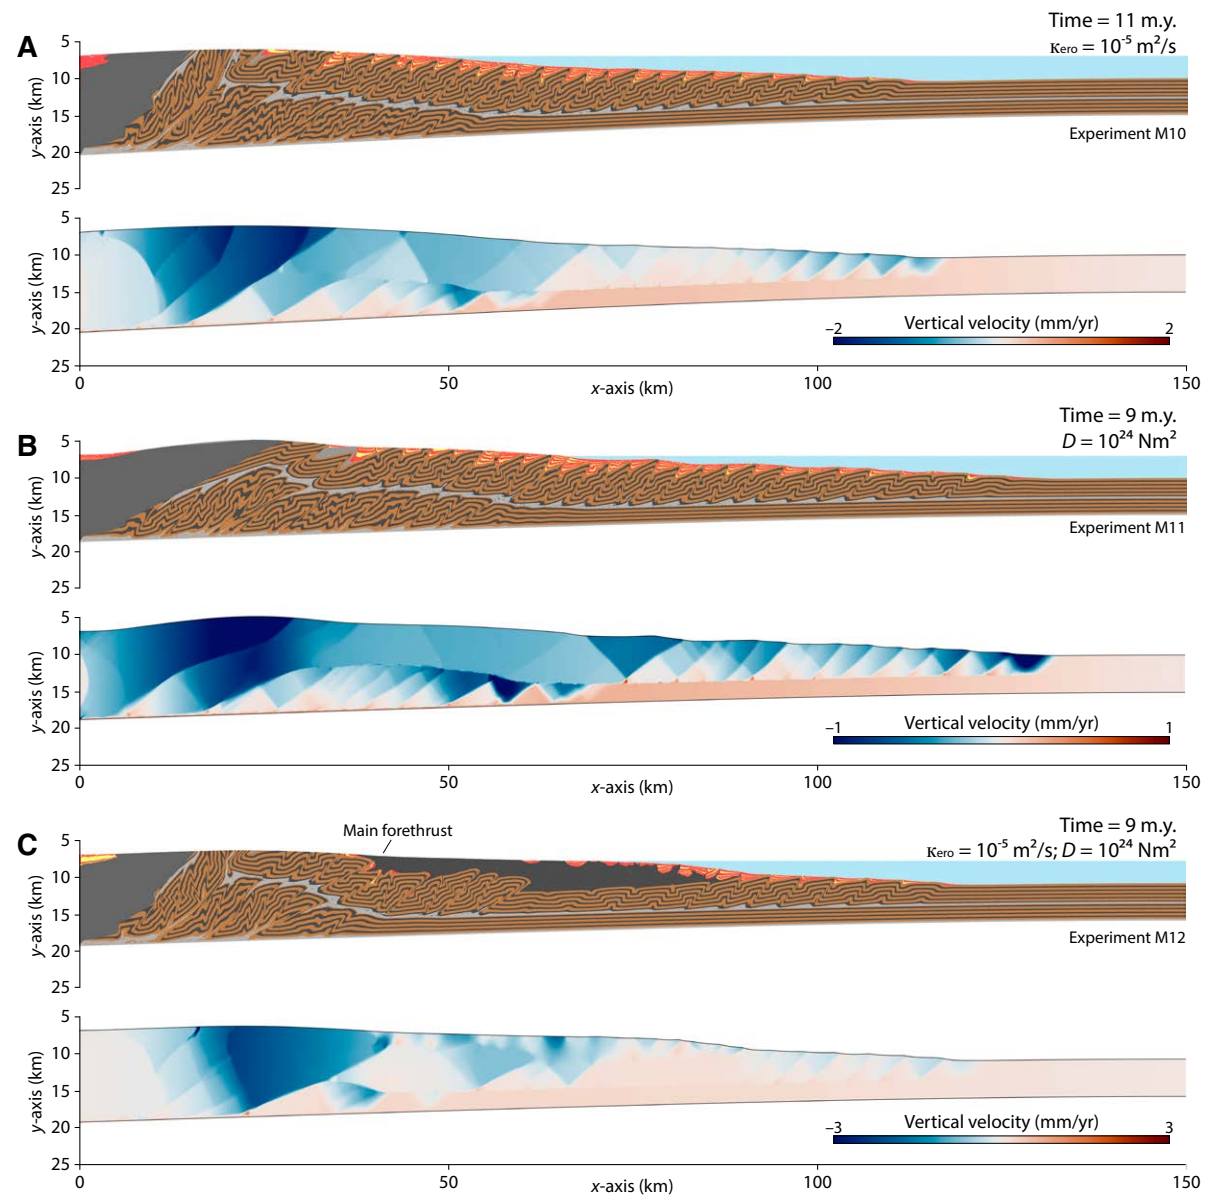 A
Time = 11 m.y.
κero = 10⁻⁵ m²/s
5
10
15
20
25
y-axis (km)
Experiment M10
5
10
15
20
25
y-axis (km)
Vertical velocity (mm/yr)
–2 2
0 50 100 150
x-axis (km)
B
Time = 9 m.y.
D = 10²⁴ Nm²
5
10
15
20
25
y-axis (km)
Experiment M11
5
10
15
20
25
y-axis (km)
Vertical velocity (mm/yr)
–1 1
0 50 100 150
x-axis (km)
C
Main forethrust
Time = 9 m.y.
κero = 10⁻⁵ m²/s; D = 10²⁴ Nm²
5
10
15
20
25
y-axis (km)
Experiment M12
5
10
15
20
25
y-axis (km)
Vertical velocity (mm/yr)
–3 3
0 50 100 150
x-axis (km)